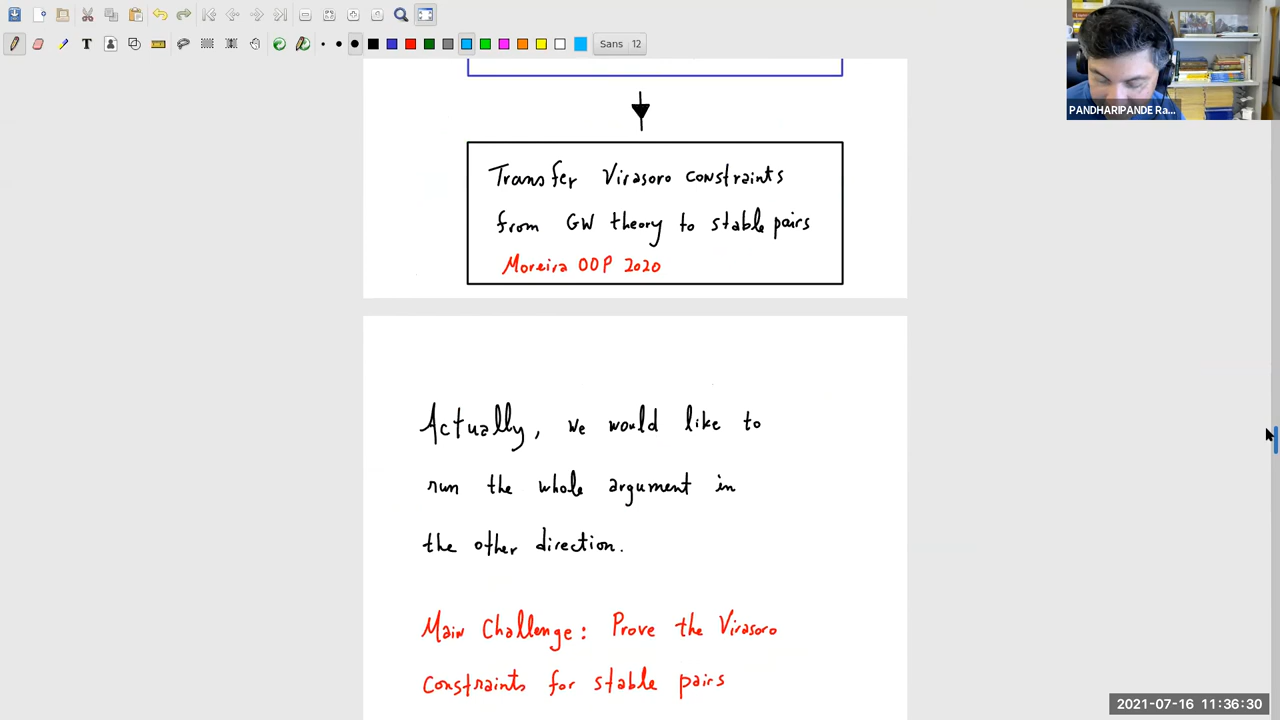 Sans 12
PANDHARIPANDE Ra...
Transfer Virasoro constraints
from GW theory to stable pairs
Moreira OOP 2020
Actually, we would like to
run the whole argument in
the other direction.
Main Challenge: Prove the Virasoro
constraints for stable pairs
2021-07-16 11:36:30